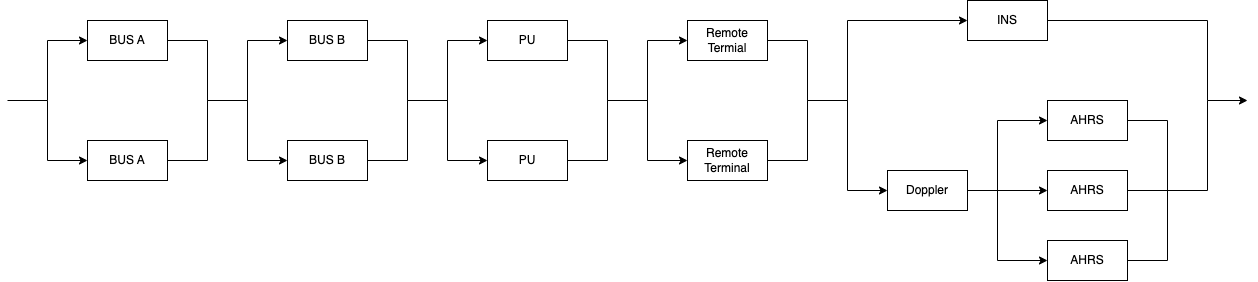 BUS A
BUS A
BUS B
BUS B
PU
PU
Remote
Termial
Remote
Terminal
INS
Doppler
AHRS
AHRS
AHRS